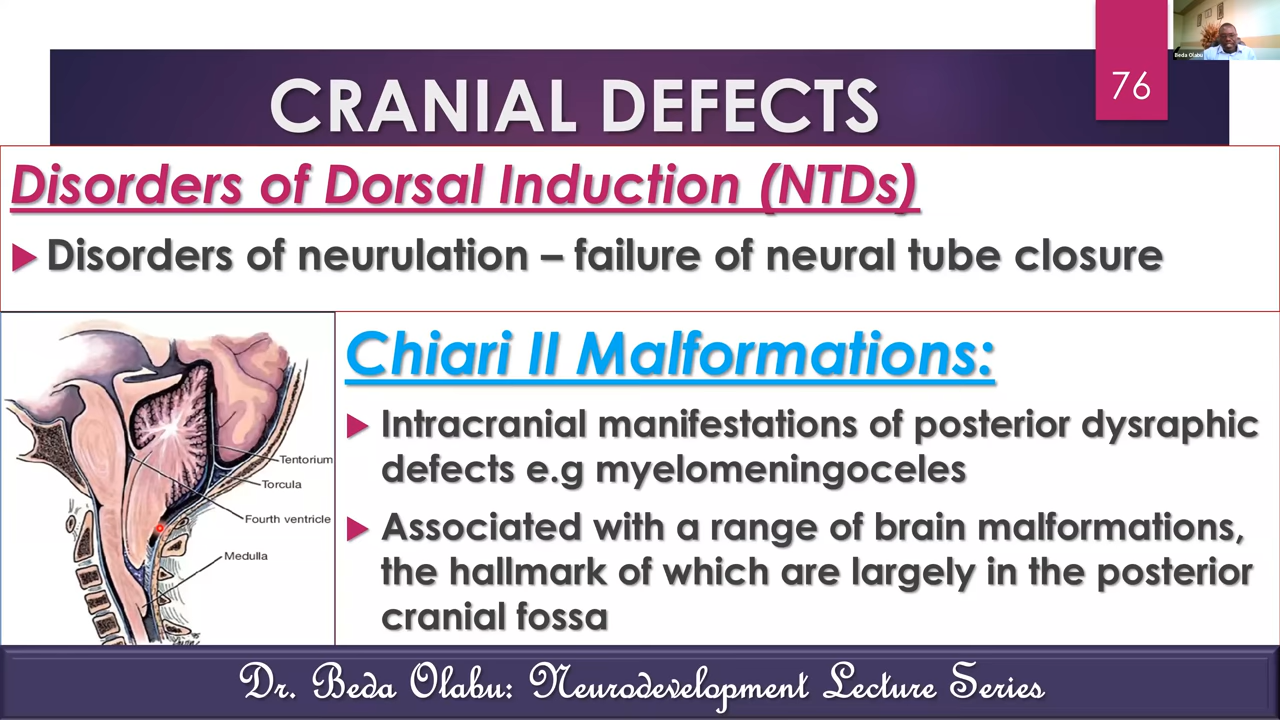 Beda Olabu
76
CRANIAL DEFECTS
Disorders of Dorsal Induction (NTDs)
Disorders of neurulation – failure of neural tube closure
Tentorium
Torcula
Fourth ventricle
Medulla
Chiari II Malformations:
Intracranial manifestations of posterior dysraphic
defects e.g myelomeningoceles
Associated with a range of brain malformations,
the hallmark of which are largely in the posterior
cranial fossa
Dr. Beda Olabu: Neurodevelopment Lecture Series